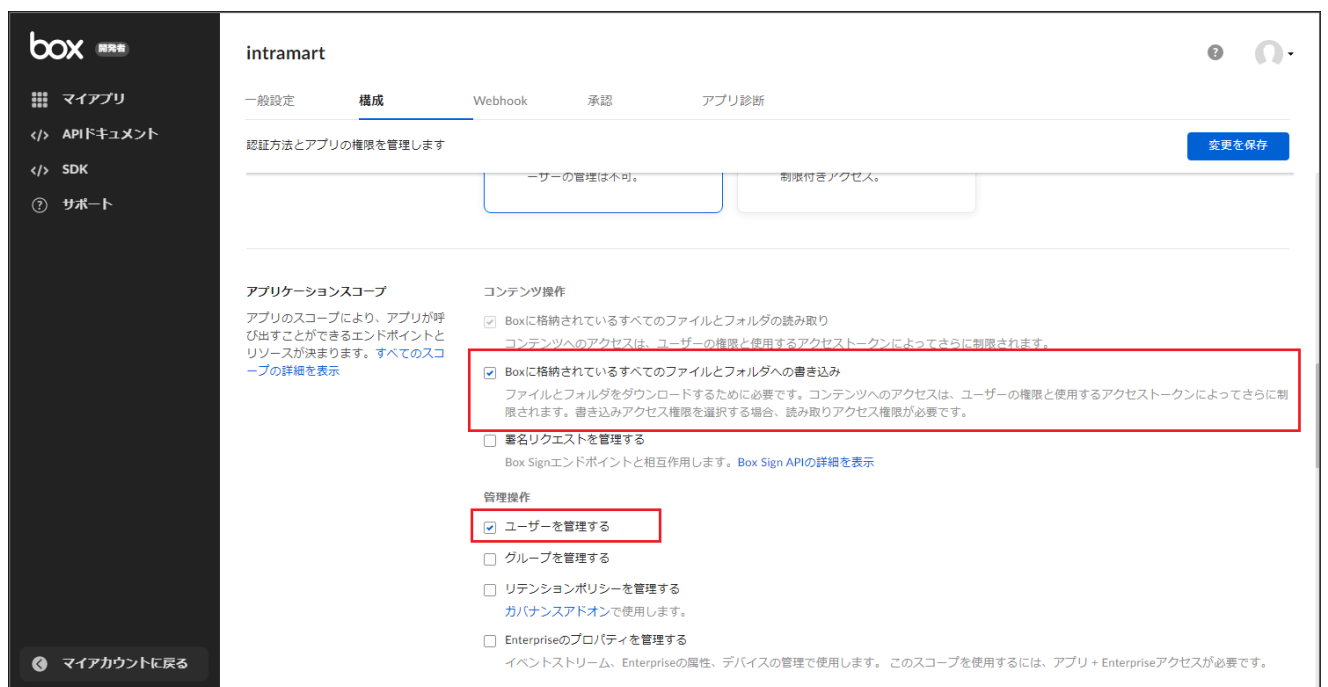 box 開発者
マイアプリ
APIドキュメント
SDK
サポート
マイアカウントに戻る
intramart
一般設定
構成
Webhook
承認
アプリ診断
認証方法とアプリの権限を管理します
変更を保存
ーザーの管理は不可。
制限付きアクセス。
アプリケーションスコープ
アプリのスコープにより、アプリが呼
び出すことができるエンドポイントと
リソースが決まります。すべてのスコ
ープの詳細を表示
コンテンツ操作
Boxに格納されているすべてのファイルとフォルダの読み取り
コンテンツへのアクセスは、ユーザーの権限と使用するアクセストークンによってさらに制限されます。
Boxに格納されているすべてのファイルとフォルダへの書き込み
ファイルとフォルダをダウンロードするために必要です。コンテンツへのアクセスは、ユーザーの権限と使用するアクセストークンによってさらに制
限されます。書き込みアクセス権限を選択する場合、読み取りアクセス権限が必要です。
署名リクエストを管理する
Box Signエンドポイントと相互作用します。Box Sign APIの詳細を表示
管理操作
ユーザーを管理する
グループを管理する
リテンションポリシーを管理する
ガバナンスアドオンで使用します。
Enterpriseのプロパティを管理する
イベントストリーム、Enterpriseの属性、デバイスの管理で使用します。 このスコープを使用するには、アプリ + Enterpriseアクセスが必要です。